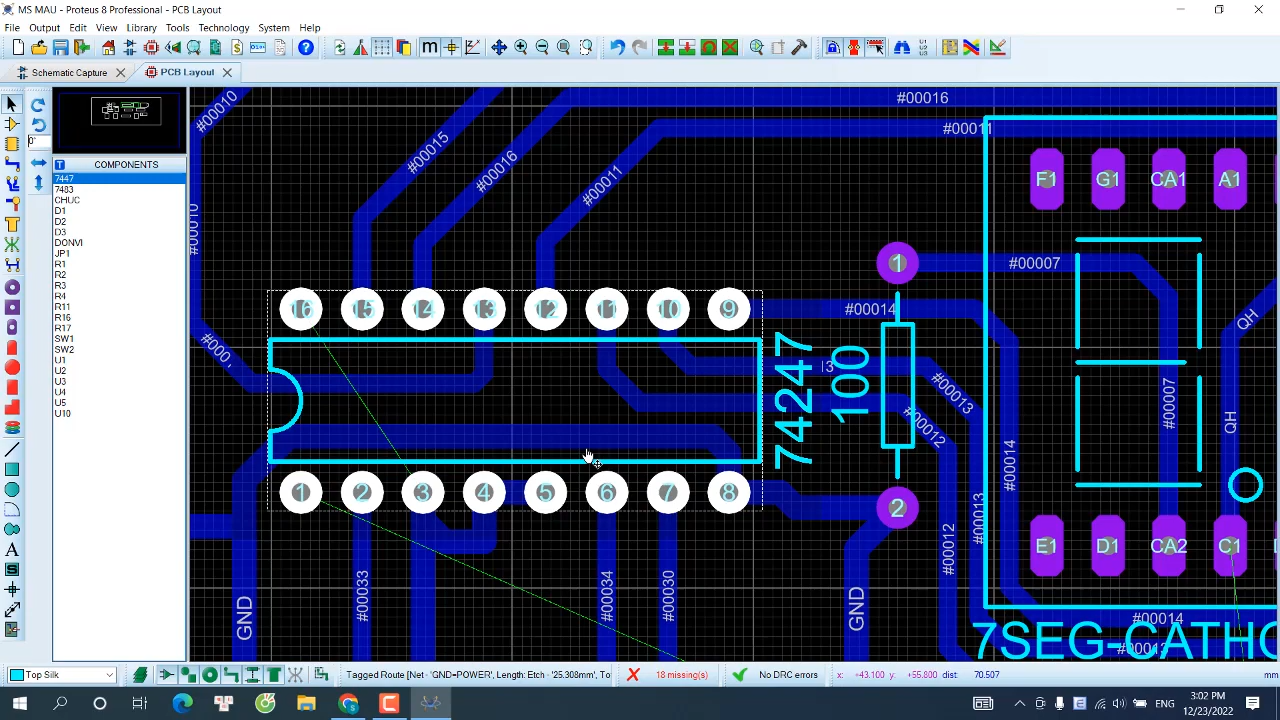 MS MAU - Proteus 8 Professional - PCB Layout
File Output Edit View Library Tools Technology System Help
Schematic Capture
PCB Layout
0°
COMPONENTS
7447
7483
CHUC
D1
D2
D3
DONVI
JP1
R1
R2
R3
R4
R11
R16
R17
SW1
SW2
U1
U2
U3
U4
U5
U10
#00010
#00015
#00016
#00011
#00016
#00011
#00010
#000,
F1 G1 CA1 A1
1
#00007
16 15 14 13 12 11 10 9
#00014
74247
100
#00013
#00012
#00007
QH
QH
#00014
#00013
#00012
1 2 3 4 5 6 7 8
2
E1 D1 CA2 C1
GND
#00033
#00034
#00030
GND
#00014
7SEG-CATHO
Top Silk
Tagged Route [Net - 'GND=POWER', Length: Etch - '25.308mm', To
18 missing(s)
No DRC errors
x: +43.100 y: +55.800 dist: 70.507 mm
ENG
3:02 PM
12/23/2022